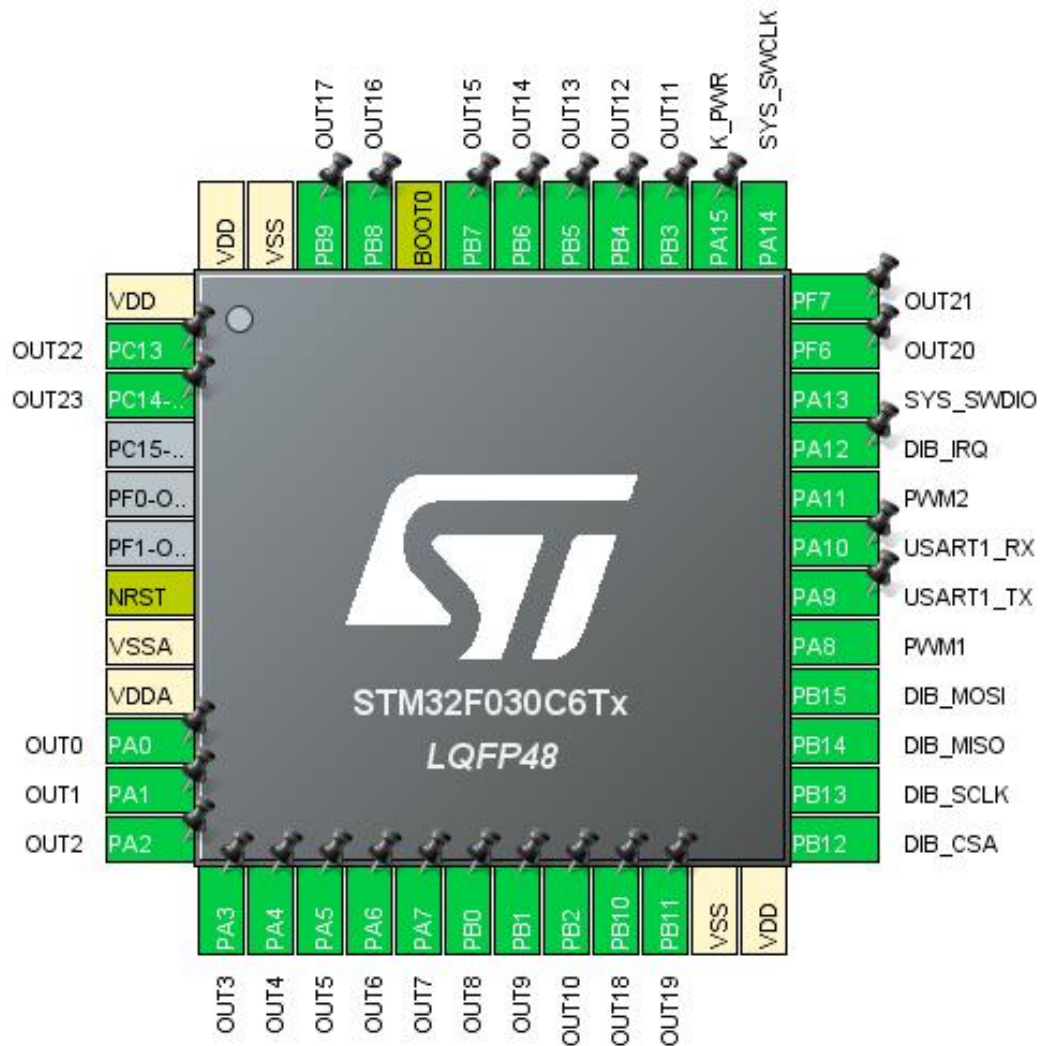 OUT17
OUT16
OUT15
OUT14
OUT13
OUT12
OUT11
K_PWR
SYS_SWCLK
VDD
VSS
PB9
PB8
BOOT0
PB7
PB6
PB5
PB4
PB3
PA15
PA14
VDD
PF7 OUT21
OUT22 PC13
PF6 OUT20
OUT23 PC14-..
PA13 SYS_SWDIO
PC15-..
PA12 DIB_IRQ
PF0-O..
PA11 PWM2
PF1-O..
PA10 USART1_RX
NRST
PA9 USART1_TX
VSSA
PA8 PWM1
VDDA
PB15 DIB_MOSI
OUT0 PA0
PB14 DIB_MISO
OUT1 PA1
PB13 DIB_SCLK
OUT2 PA2
PB12 DIB_CSA
ST
STM32F030C6Tx
LQFP48
PA3
PA4
PA5
PA6
PA7
PB0
PB1
PB2
PB10
PB11
VSS
VDD
OUT3
OUT4
OUT5
OUT6
OUT7
OUT8
OUT9
OUT10
OUT18
OUT19